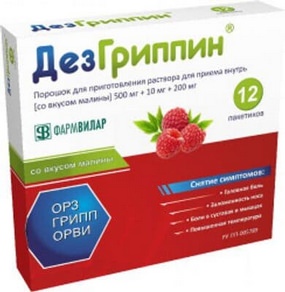 ДезГриппин®
Порошок для приготовления раствора для приема внутрь
[со вкусом малины] 500 мг + 10 мг + 200 мг
12
пакетиков
ФАРМВИЛАР
со вкусом малины
ОРЗ
ГРИПП
ОРВИ
Снятие симптомов:
• Головная боль
• Заложенность носа
• Боли в суставах и мышцах
• Повышенная температура